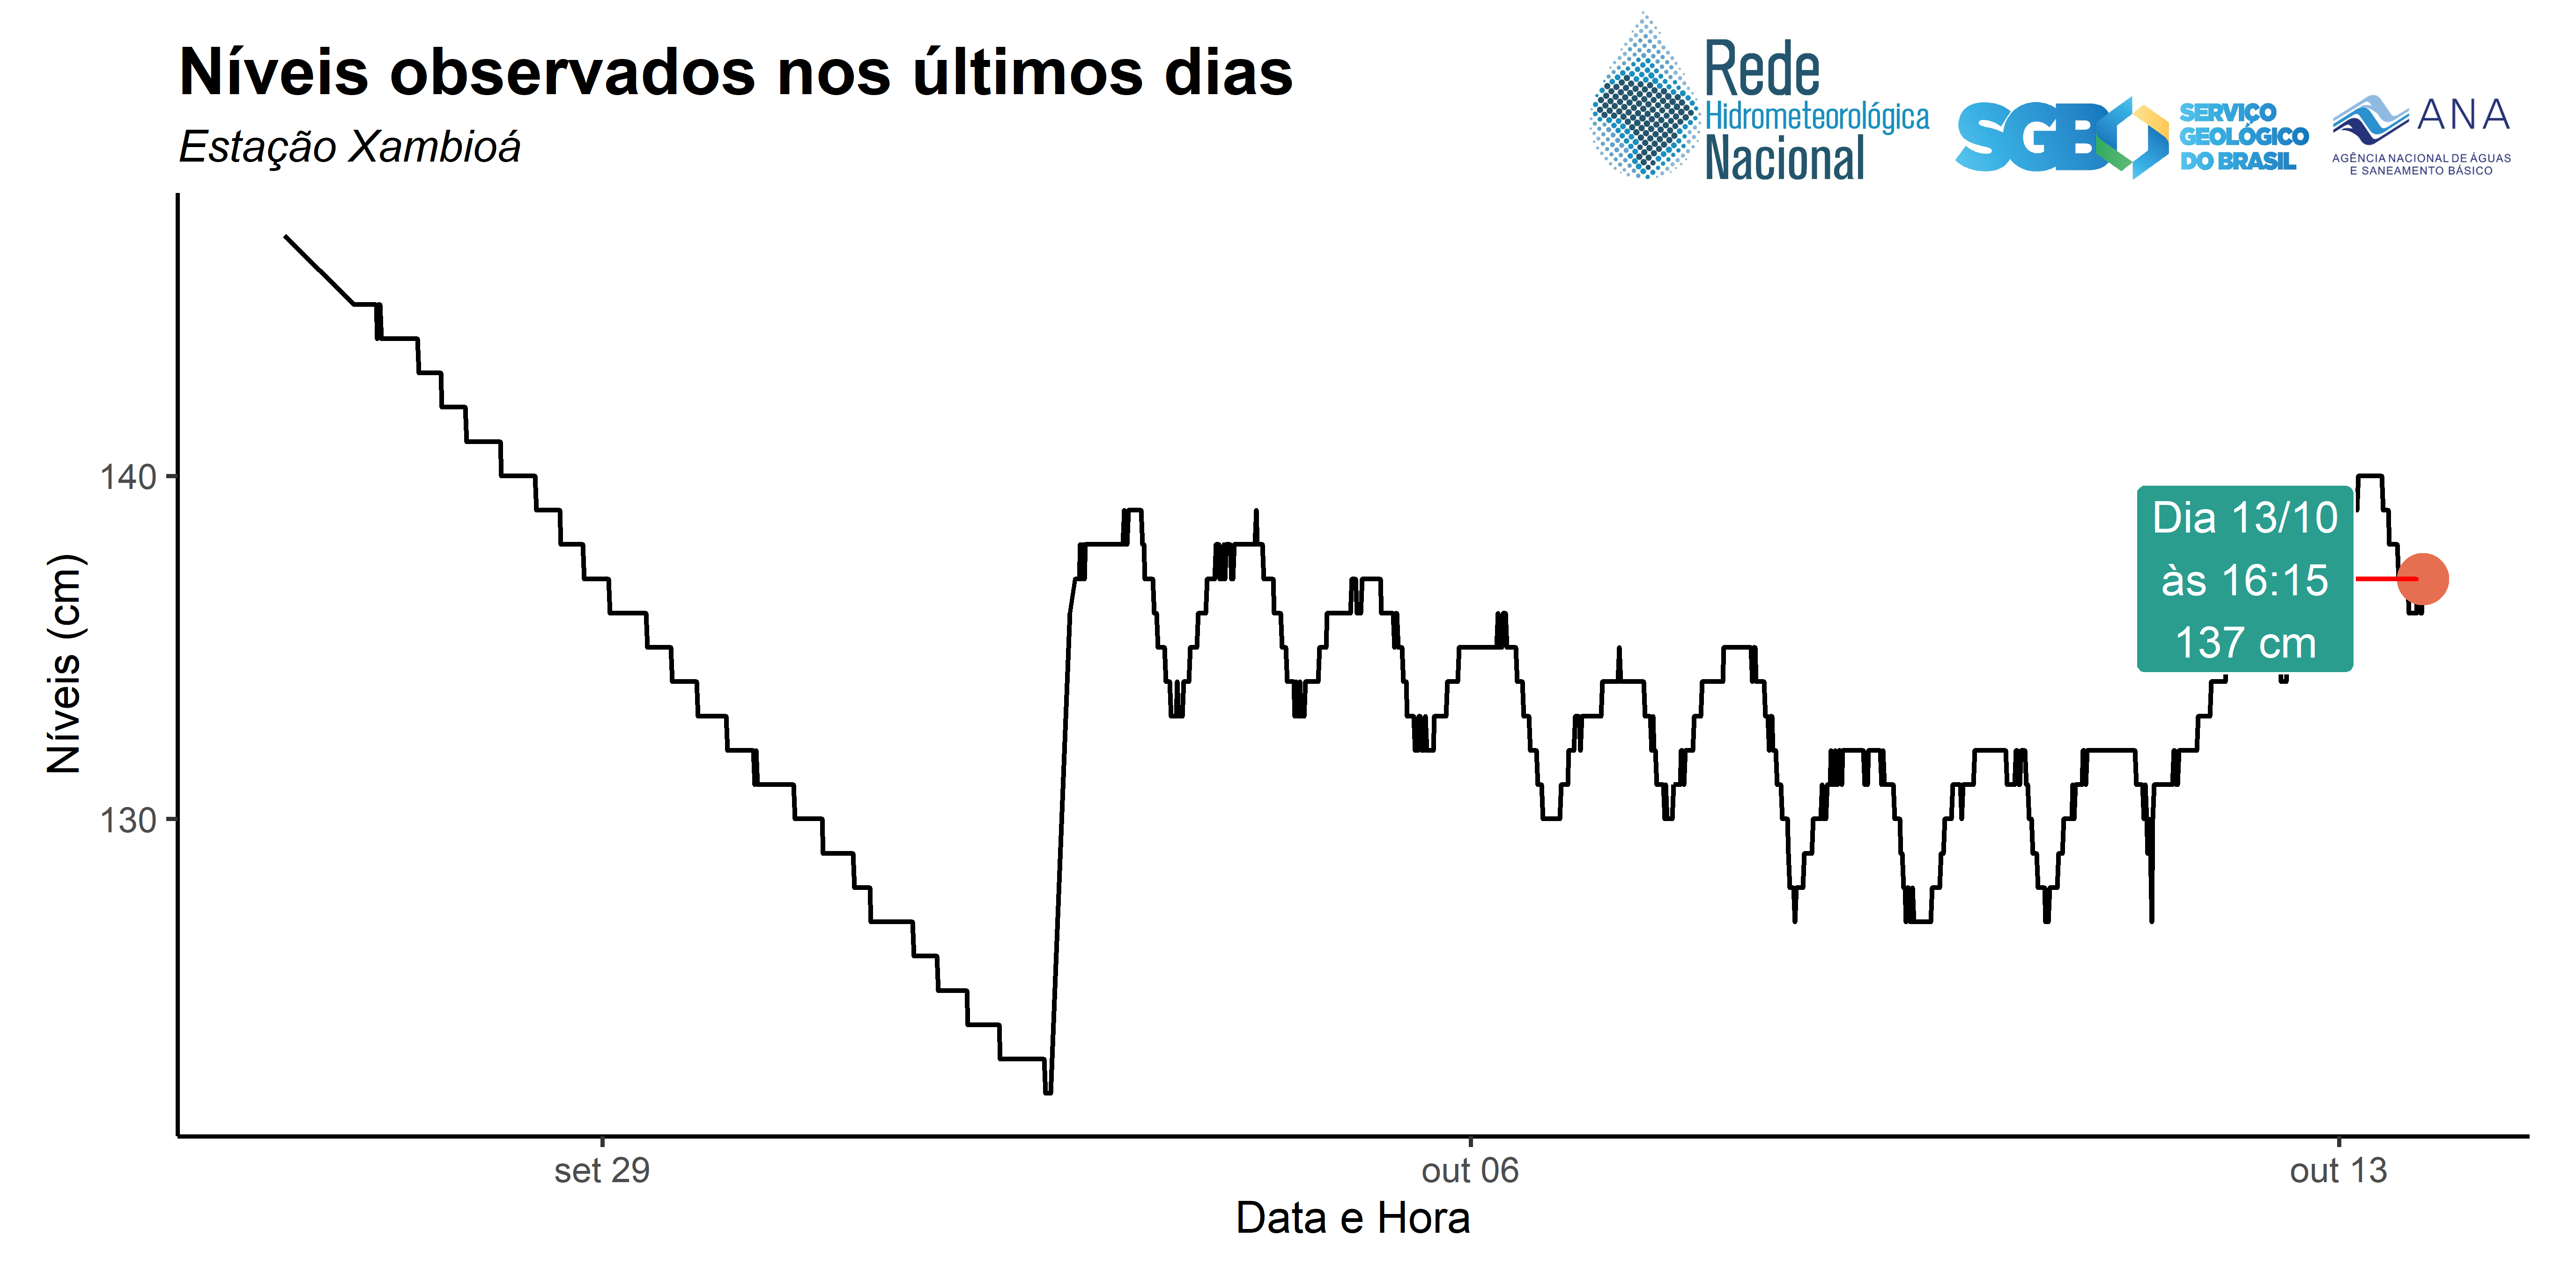 Níveis observados nos últimos dias
Estação Xambioá
Rede
Hidrometeorológica
Nacional
SGB
SERVIÇO
GEOLÓGICO
DO BRASIL
ANA
AGÊNCIA NACIONAL DE ÁGUAS
E SANEAMENTO BÁSICO
Níveis (cm)
140
130
Dia 13/10
às 16:15
137 cm
set 29
out 06
out 13
Data e Hora